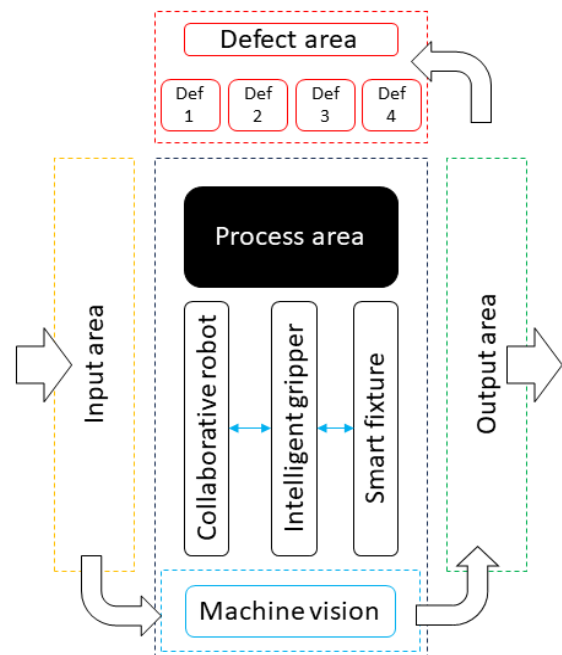 Defect area
Def
1
Def
2
Def
3
Def
4
Input area
Process area
Collaborative robot
Intelligent gripper
Smart fixture
Output area
Machine vision